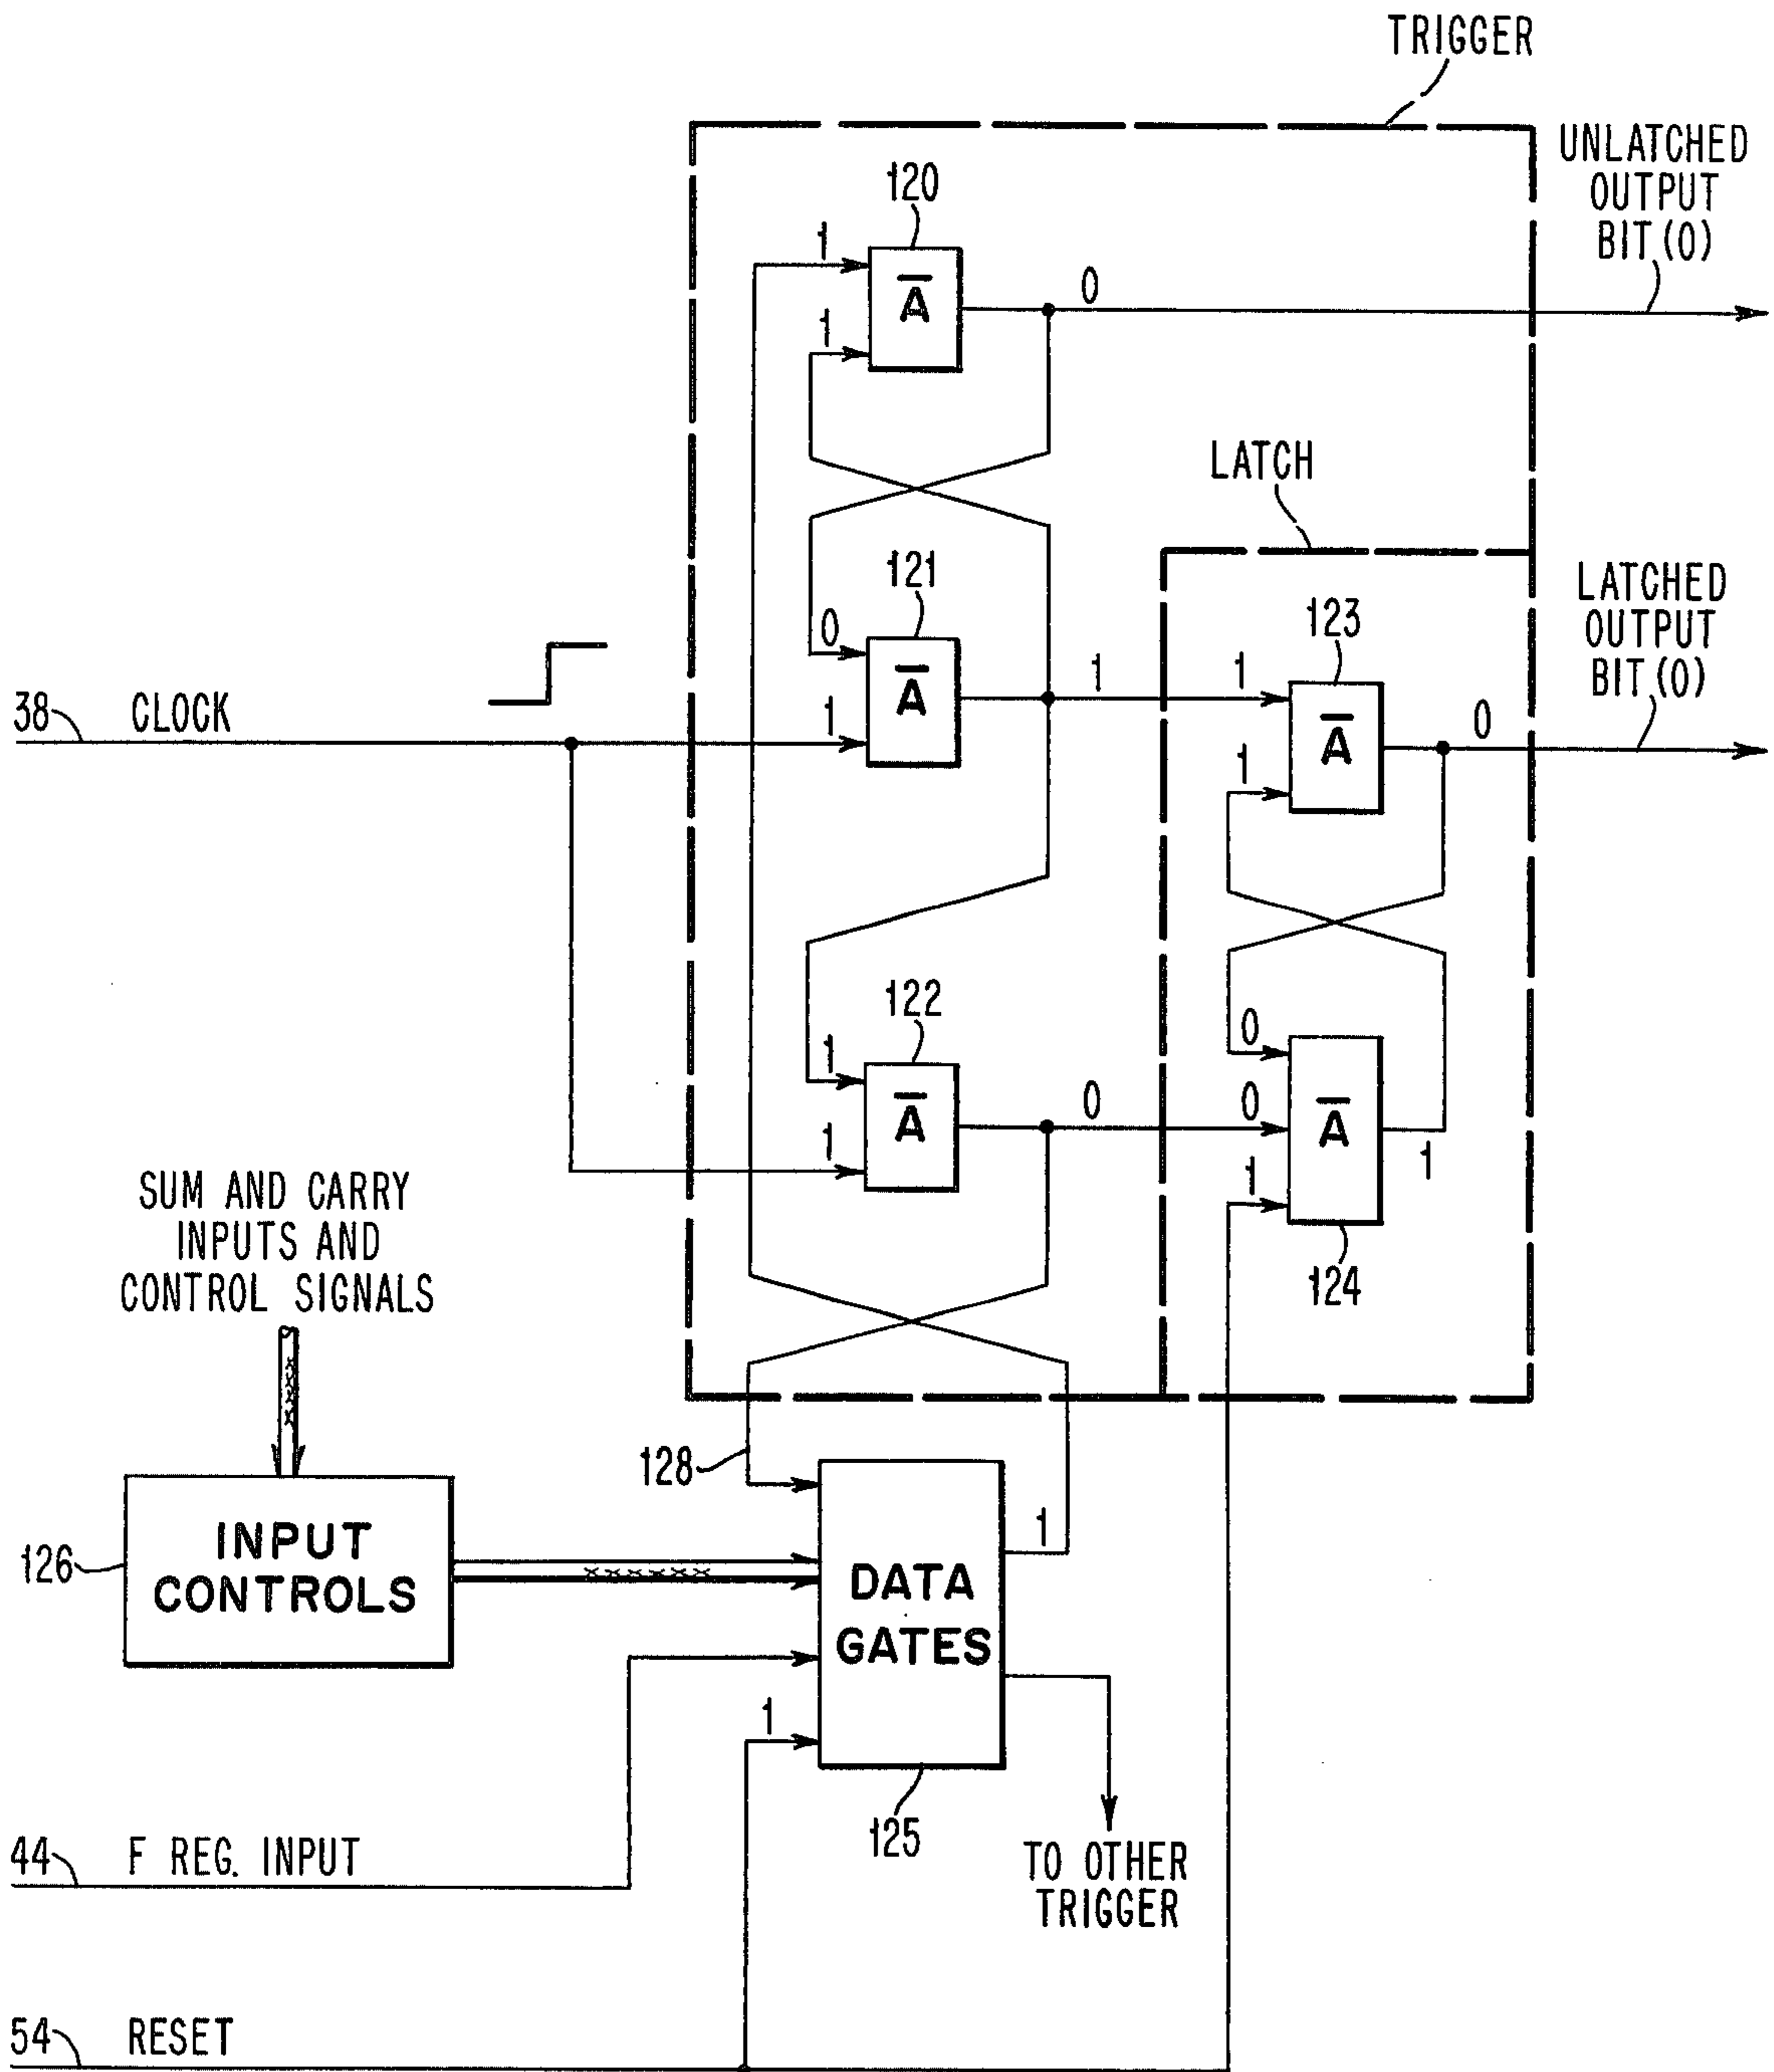 TRIGGER
UNLATCHED
OUTPUT
BIT (0)
120
1
0
1
Ā
LATCH
LATCHED
OUTPUT
BIT (0)
121
123
0
Ā
1
1
0
38 CLOCK
1
Ā
1
122
1
Ā
0
0
0
Ā
1
1
1
124
SUM AND CARRY
INPUTS AND
CONTROL SIGNALS
128
126
INPUT
CONTROLS
1
DATA
GATES
1
125
44 F REG. INPUT
TO OTHER
TRIGGER
54 RESET